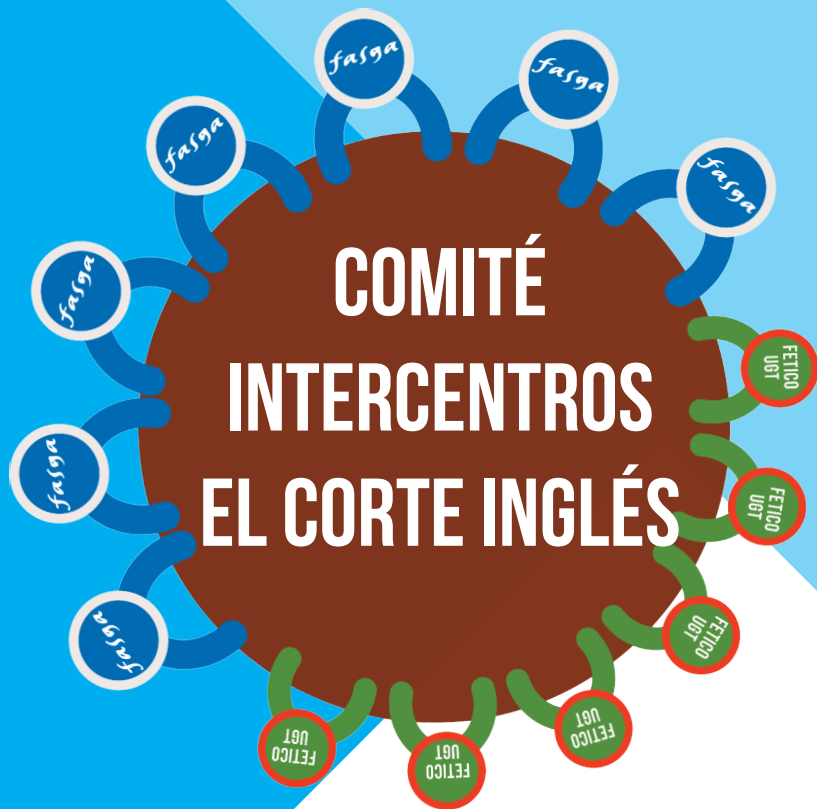 COMITÉ
INTERCENTROS
EL CORTE INGLÉS
fasga
fasga
fasga
fasga
fasga
fasga
fasga
FETICO
UGT
FETICO
UGT
FETICO
UGT
FETICO
UGT
FETICO
UGT
FETICO
UGT